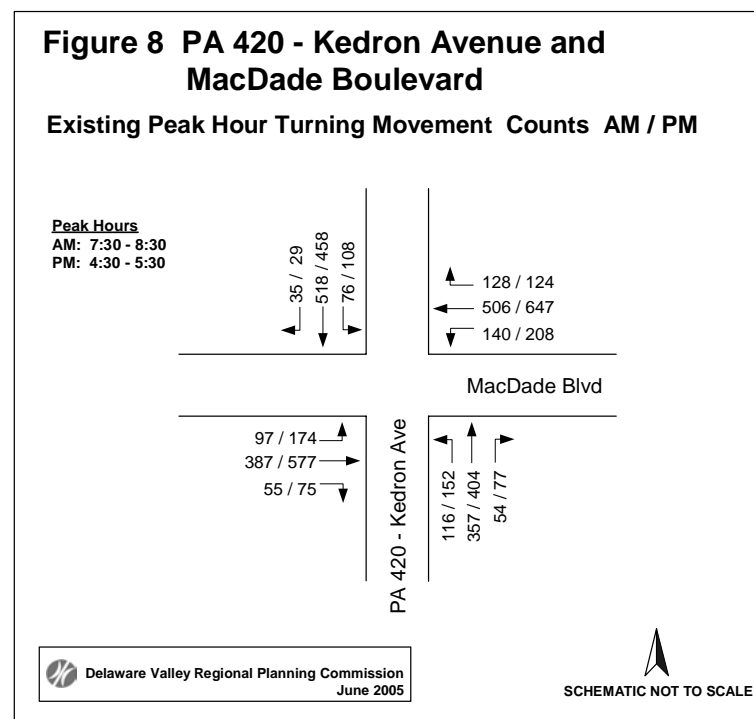 Figure 8 PA 420 - Kedron Avenue and
MacDade Boulevard
Existing Peak Hour Turning Movement Counts AM / PM
Peak Hours
AM: 7:30 - 8:30
PM: 4:30 - 5:30
35 / 29
518 / 458
76 / 108
128 / 124
506 / 647
140 / 208
MacDade Blvd
97 / 174
387 / 577
55 / 75
PA 420 - Kedron Ave
116 / 152
357 / 404
54 / 77
Delaware Valley Regional Planning Commission
June 2005
SCHEMATIC NOT TO SCALE